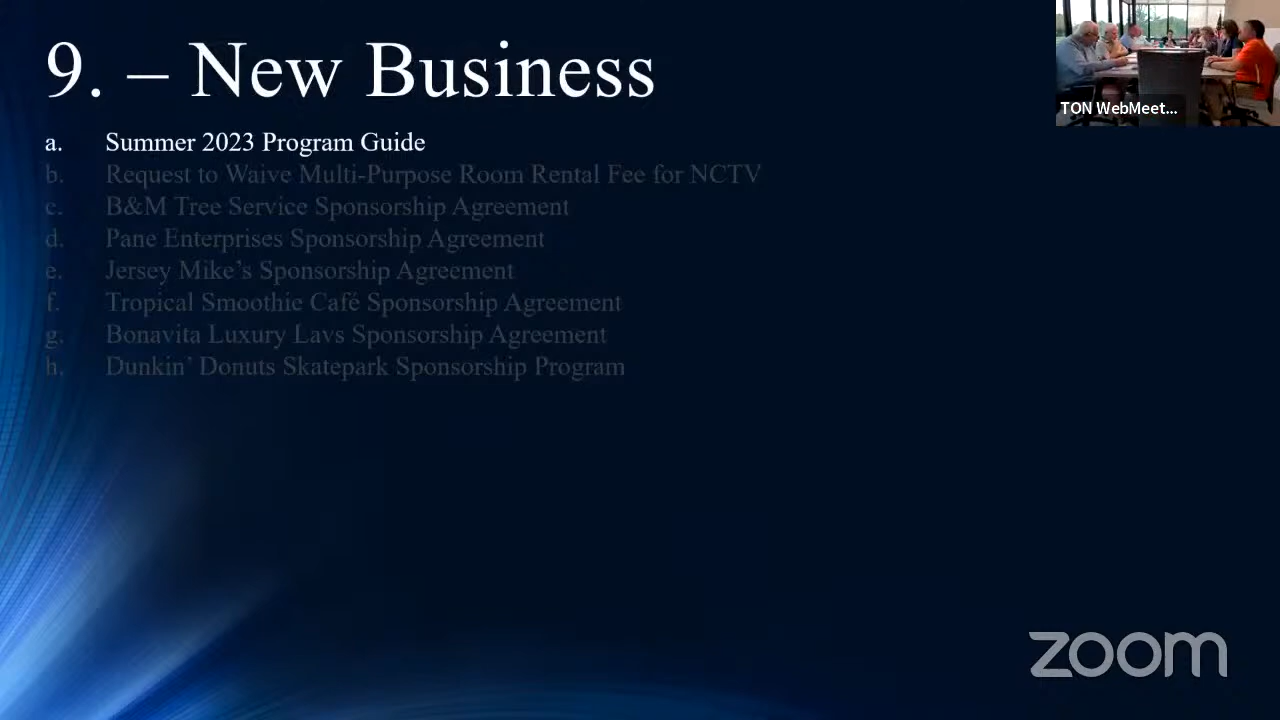 9. – New Business
a. Summer 2023 Program Guide
b. Request to Waive Multi-Purpose Room Rental Fee for NCTV
c. B&M Tree Service Sponsorship Agreement
d. Pane Enterprises Sponsorship Agreement
e. Jersey Mike’s Sponsorship Agreement
f. Tropical Smoothie Café Sponsorship Agreement
g. Bonavita Luxury Lavs Sponsorship Agreement
h. Dunkin’ Donuts Skatepark Sponsorship Program
TON WebMeet...
zoom